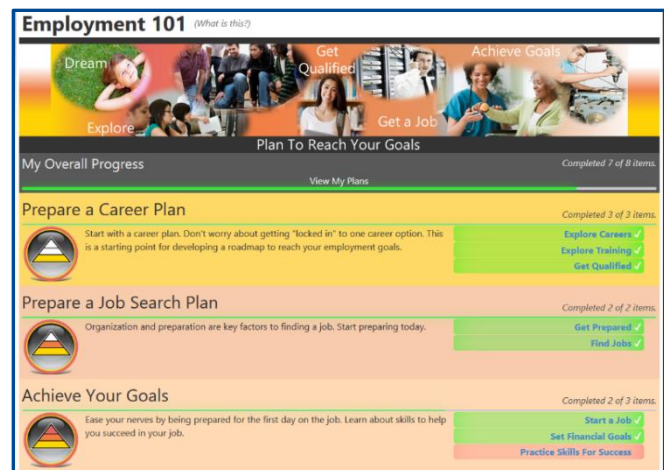 Employment 101 (What is this?)
Dream
Explore
Get
Qualified
Get a Job
Achieve Goals
Plan To Reach Your Goals
My Overall Progress Completed 7 of 8 items.
View My Plans
Prepare a Career Plan Completed 3 of 3 items.
Start with a career plan. Don't worry about getting "locked in" to one career option. This
is a starting point for developing a roadmap to reach your employment goals.
Explore Careers ✓
Explore Training ✓
Get Qualified ✓
Prepare a Job Search Plan Completed 2 of 2 items.
Organization and preparation are key factors to finding a job. Start preparing today.
Get Prepared ✓
Find Jobs ✓
Achieve Your Goals Completed 2 of 3 items.
Ease your nerves by being prepared for the first day on the job. Learn about skills to help
you succeed in your job.
Start a Job ✓
Set Financial Goals ✓
Practice Skills For Success